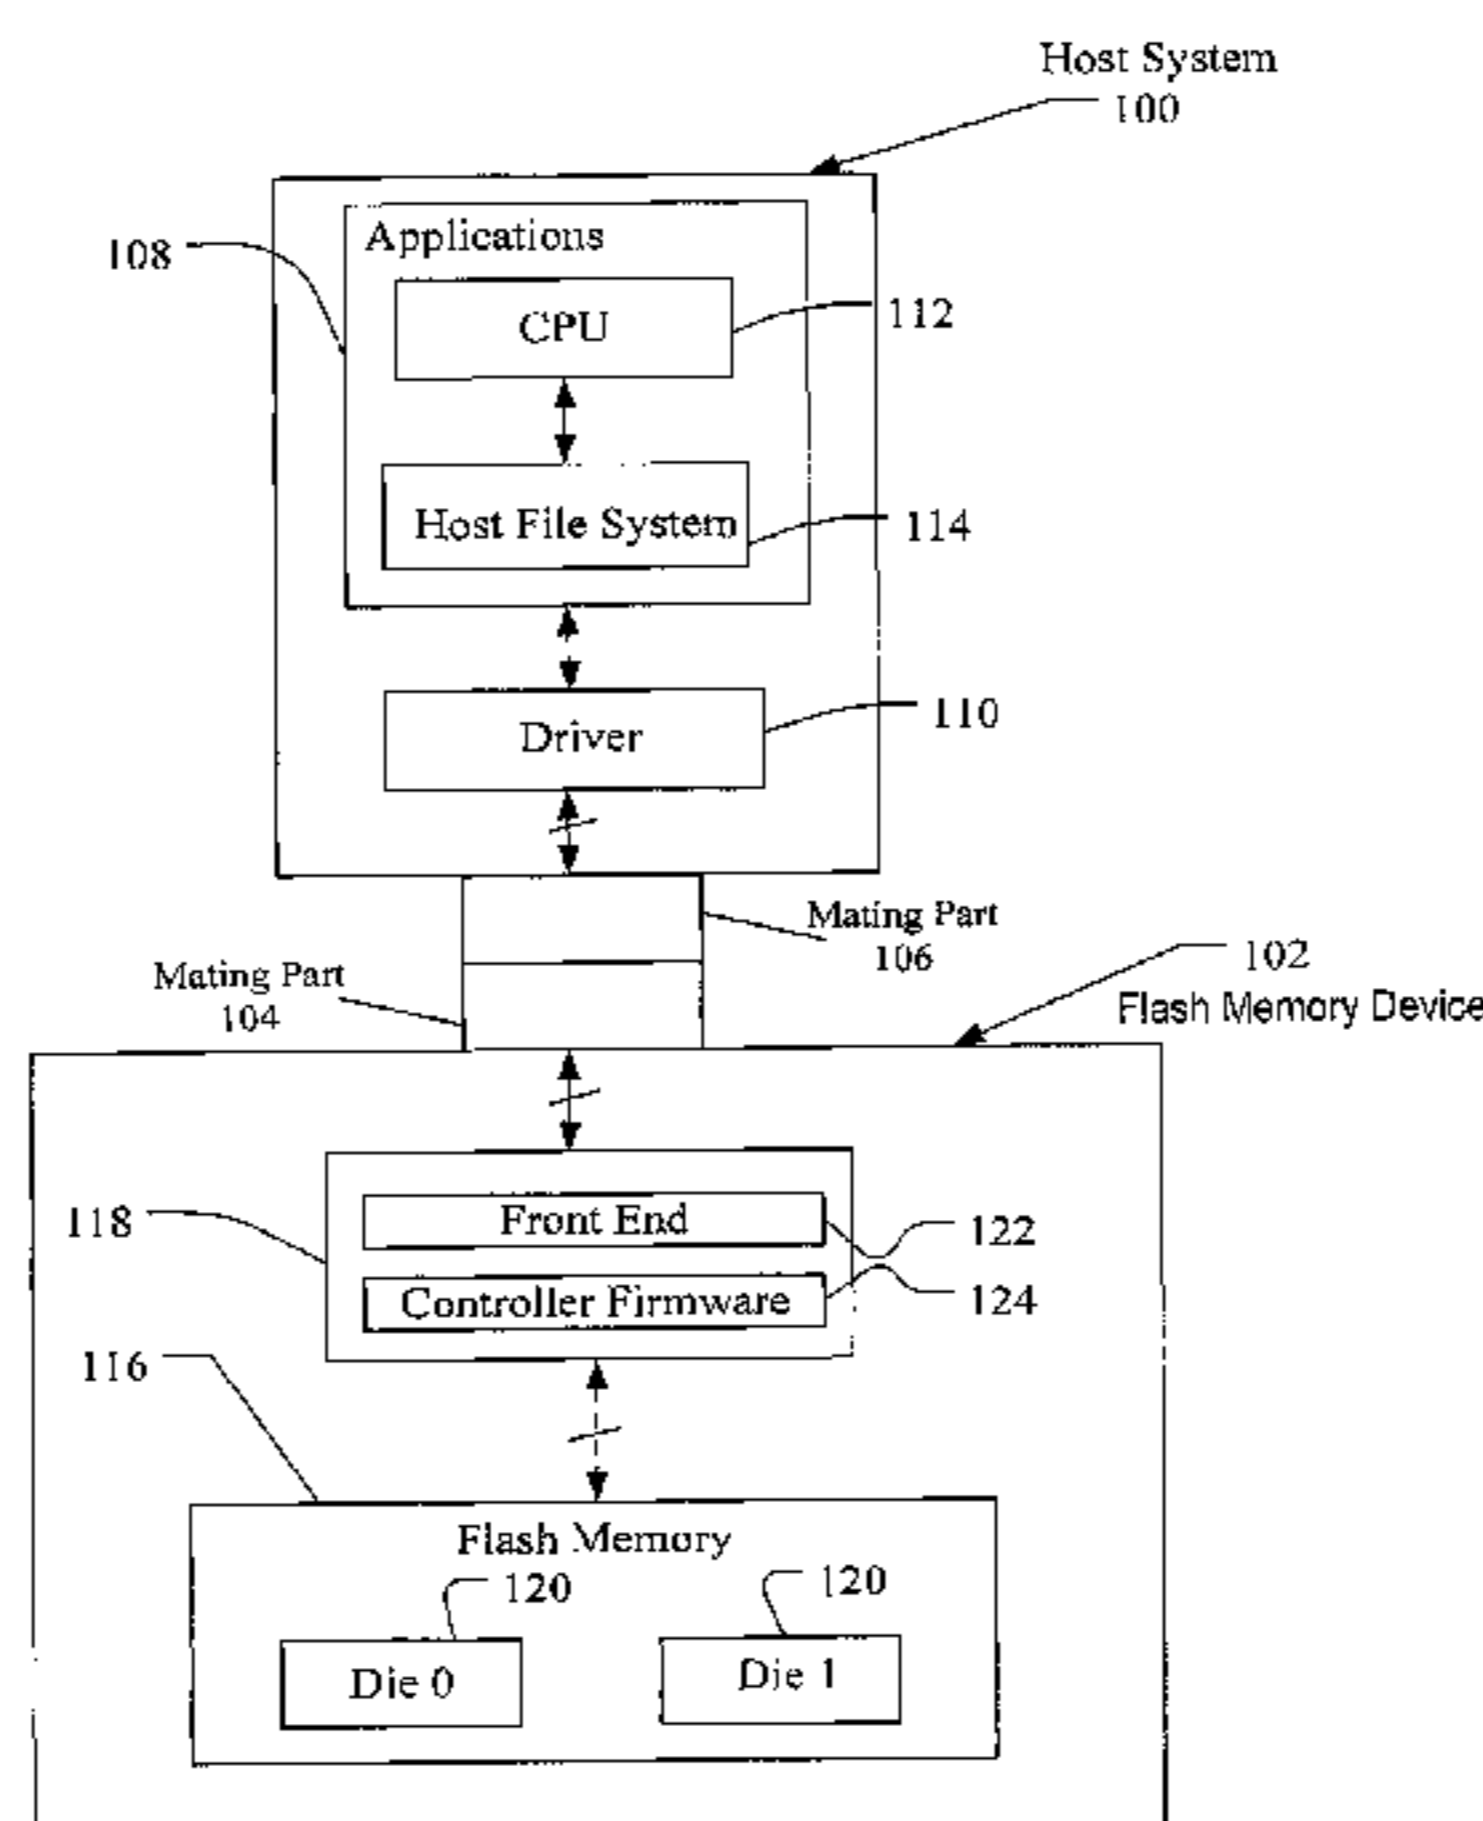 Host System
100
Applications
108
CPU
112
Host File System
114
Driver
110
Mating Part
106
Mating Part
104
102
Flash Memory Device
118
Front End
122
Controller Firmware
124
116
Flash Memory
120
120
Die 0
Die 1